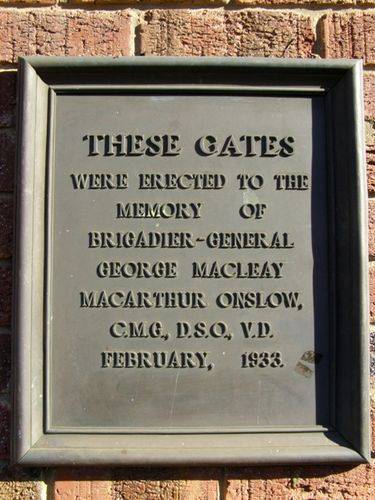 THESE GATES
WERE ERECTED TO THE
MEMORY OF
BRIGADIER-GENERAL
GEORGE MACLEAY
MACARTHUR ONSLOW,
C.M.G., D.S.O., V.D.
FEBRUARY, 1933.